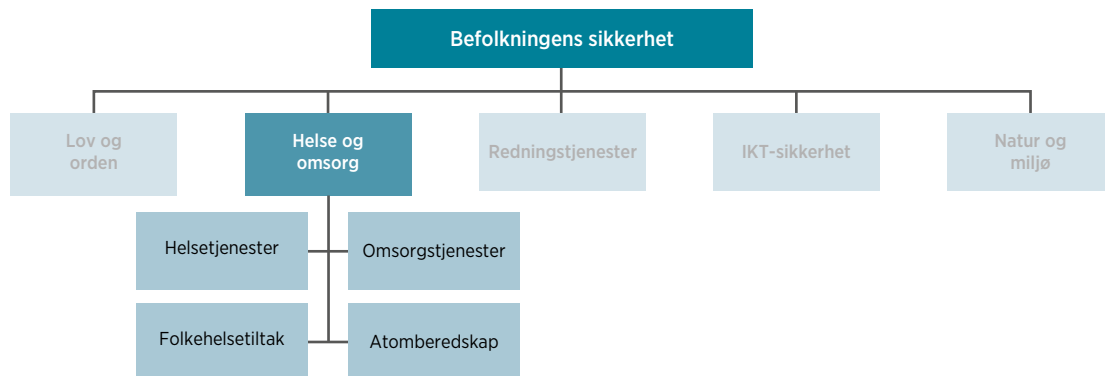 Befolkningens sikkerhet
Lov og
orden
Helse og
omsorg
Redningstjenester
IKT-sikkerhet
Natur og
miljø
Helsetjenester
Omsorgstjenester
Folkehelsetiltak
Atomberedskap